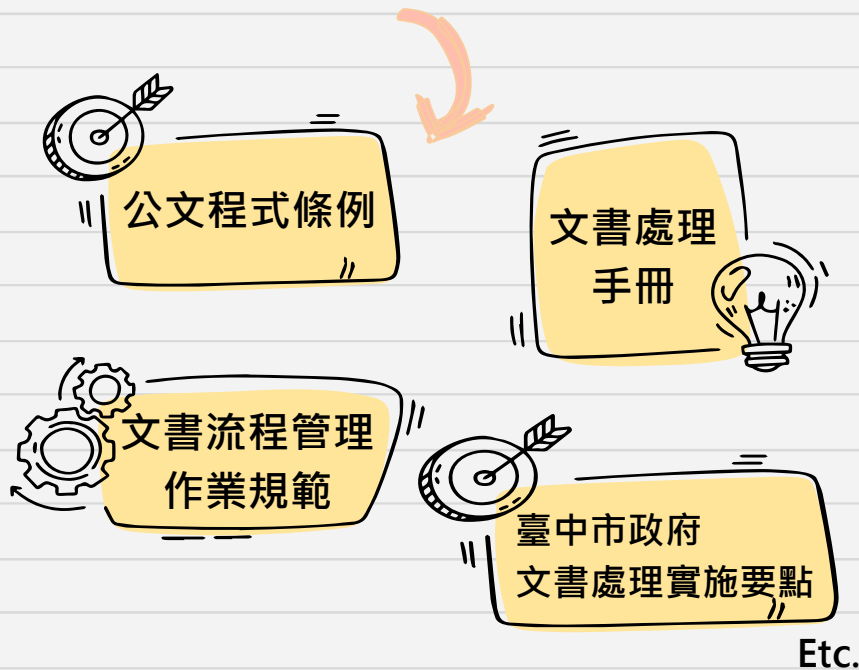 公文程式條例
文書處理
手冊
文書流程管理
作業規範
臺中市政府
文書處理實施要點
Etc.